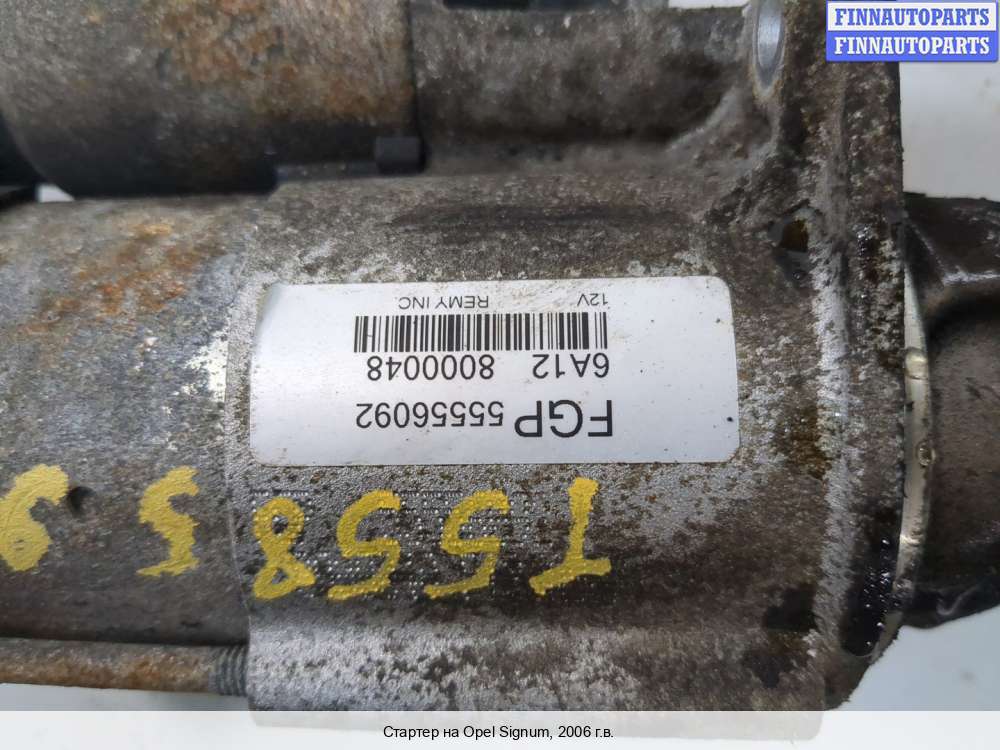 FINNAUTOPARTS
FINNAUTOPARTS
FGP 55556092
6A12 8000048
H
12V REMY INC.
T558
Стартер на Opel Signum, 2006 г.в.